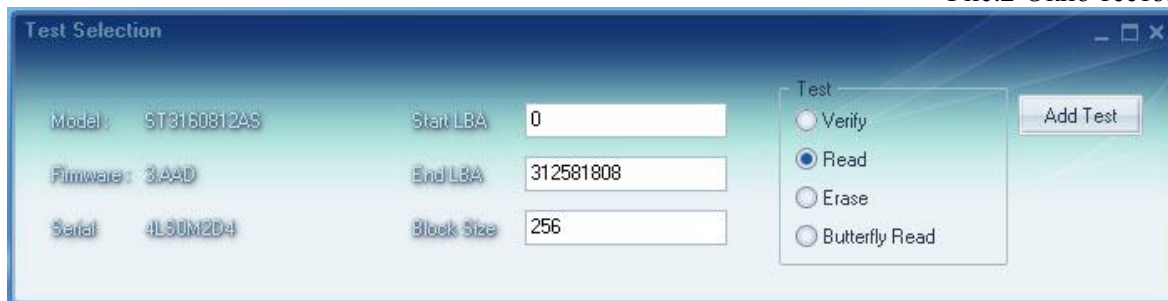 Test Selection
Model: ST3160812AS Start LBA 0
Firmware: 3.AAD End LBA 312581808
Serial Block Size 256
Test
Verify
Read
Erase
Butterfly Read
Add Test